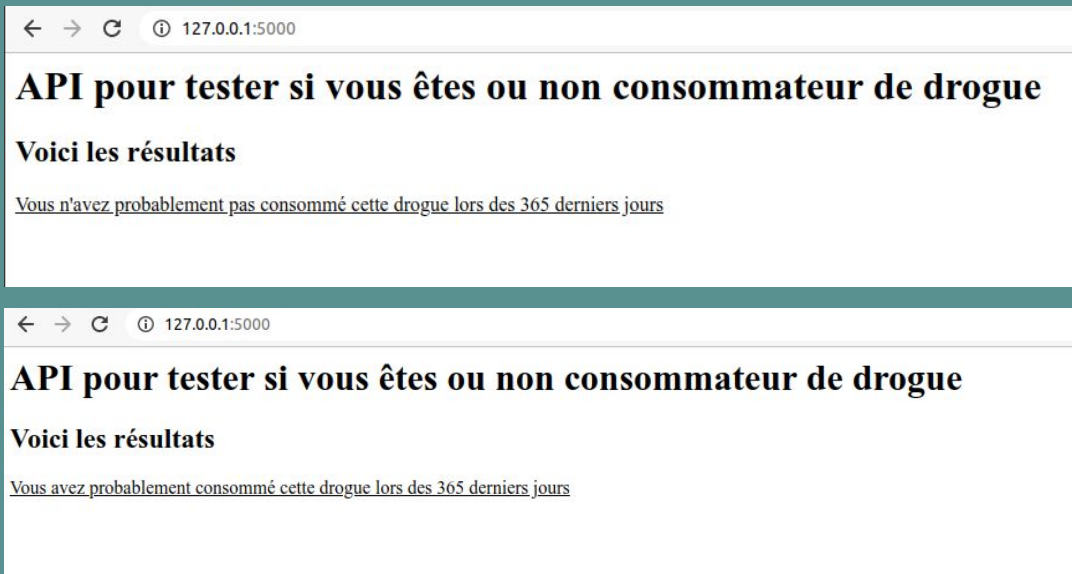 127.0.0.1:5000
API pour tester si vous êtes ou non consommateur de drogue
Voici les résultats
Vous n'avez probablement pas consommé cette drogue lors des 365 derniers jours
127.0.0.1:5000
API pour tester si vous êtes ou non consommateur de drogue
Voici les résultats
Vous avez probablement consommé cette drogue lors des 365 derniers jours